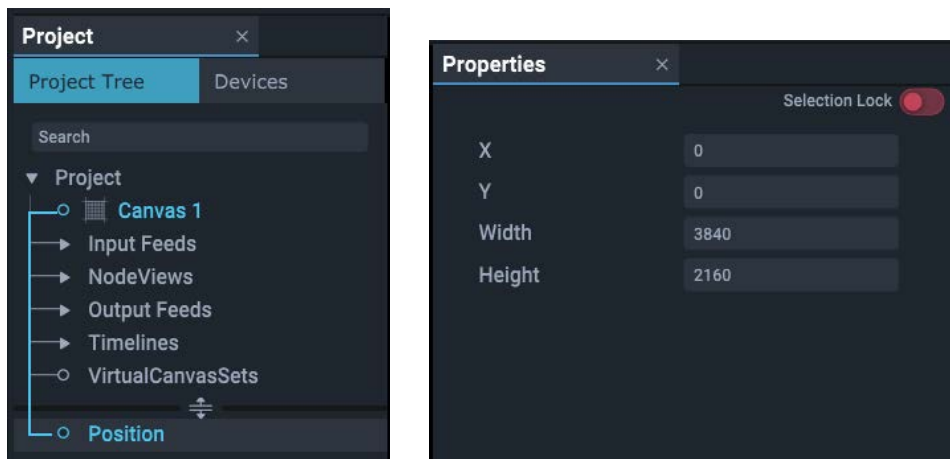 Project
Project Tree
Devices
Search
Project
Canvas 1
Input Feeds
NodeViews
Output Feeds
Timelines
VirtualCanvasSets
Position
Properties
Selection Lock
X 0
Y 0
Width 3840
Height 2160